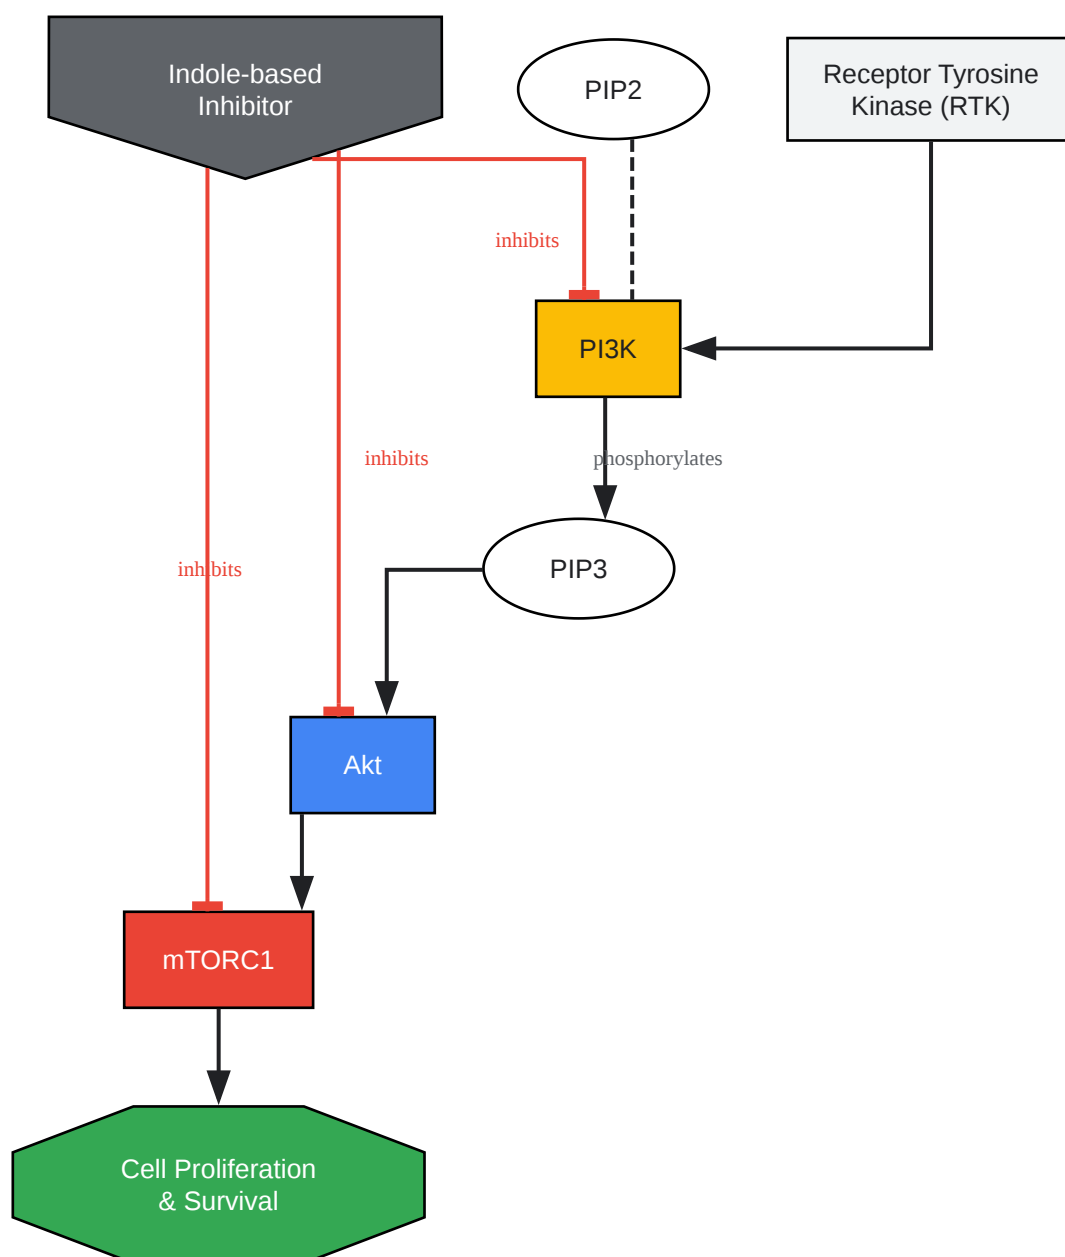 Indole-based
Inhibitor
PIP2
Receptor Tyrosine
Kinase (RTK)
inhibits
PI3K
inhibits
phosphorylates
inhibits
PIP3
Akt
mTORC1
Cell Proliferation
& Survival